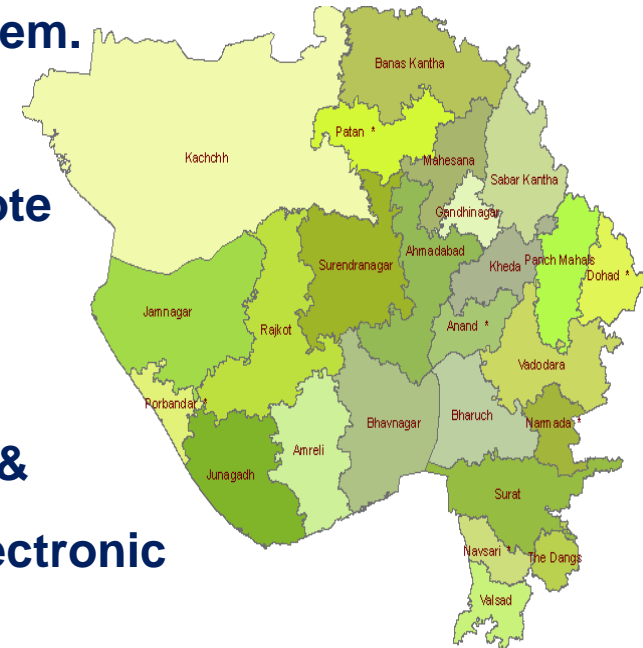 em.
ote
&
ectronic
Banas Kantha
Patan *
Mahesana
Kachchh
Sabar Kantha
Gandhinagar
Ahmadabad
Surendranagar
Kheda
Panch Mahals
Dohad *
Jamnagar
Rajkot
Anand *
Vadodara
Porbandar *
Bhavnagar
Bharuch
Narmada *
Amreli
Junagadh
Surat
Navsari *
The Dangs
Valsad